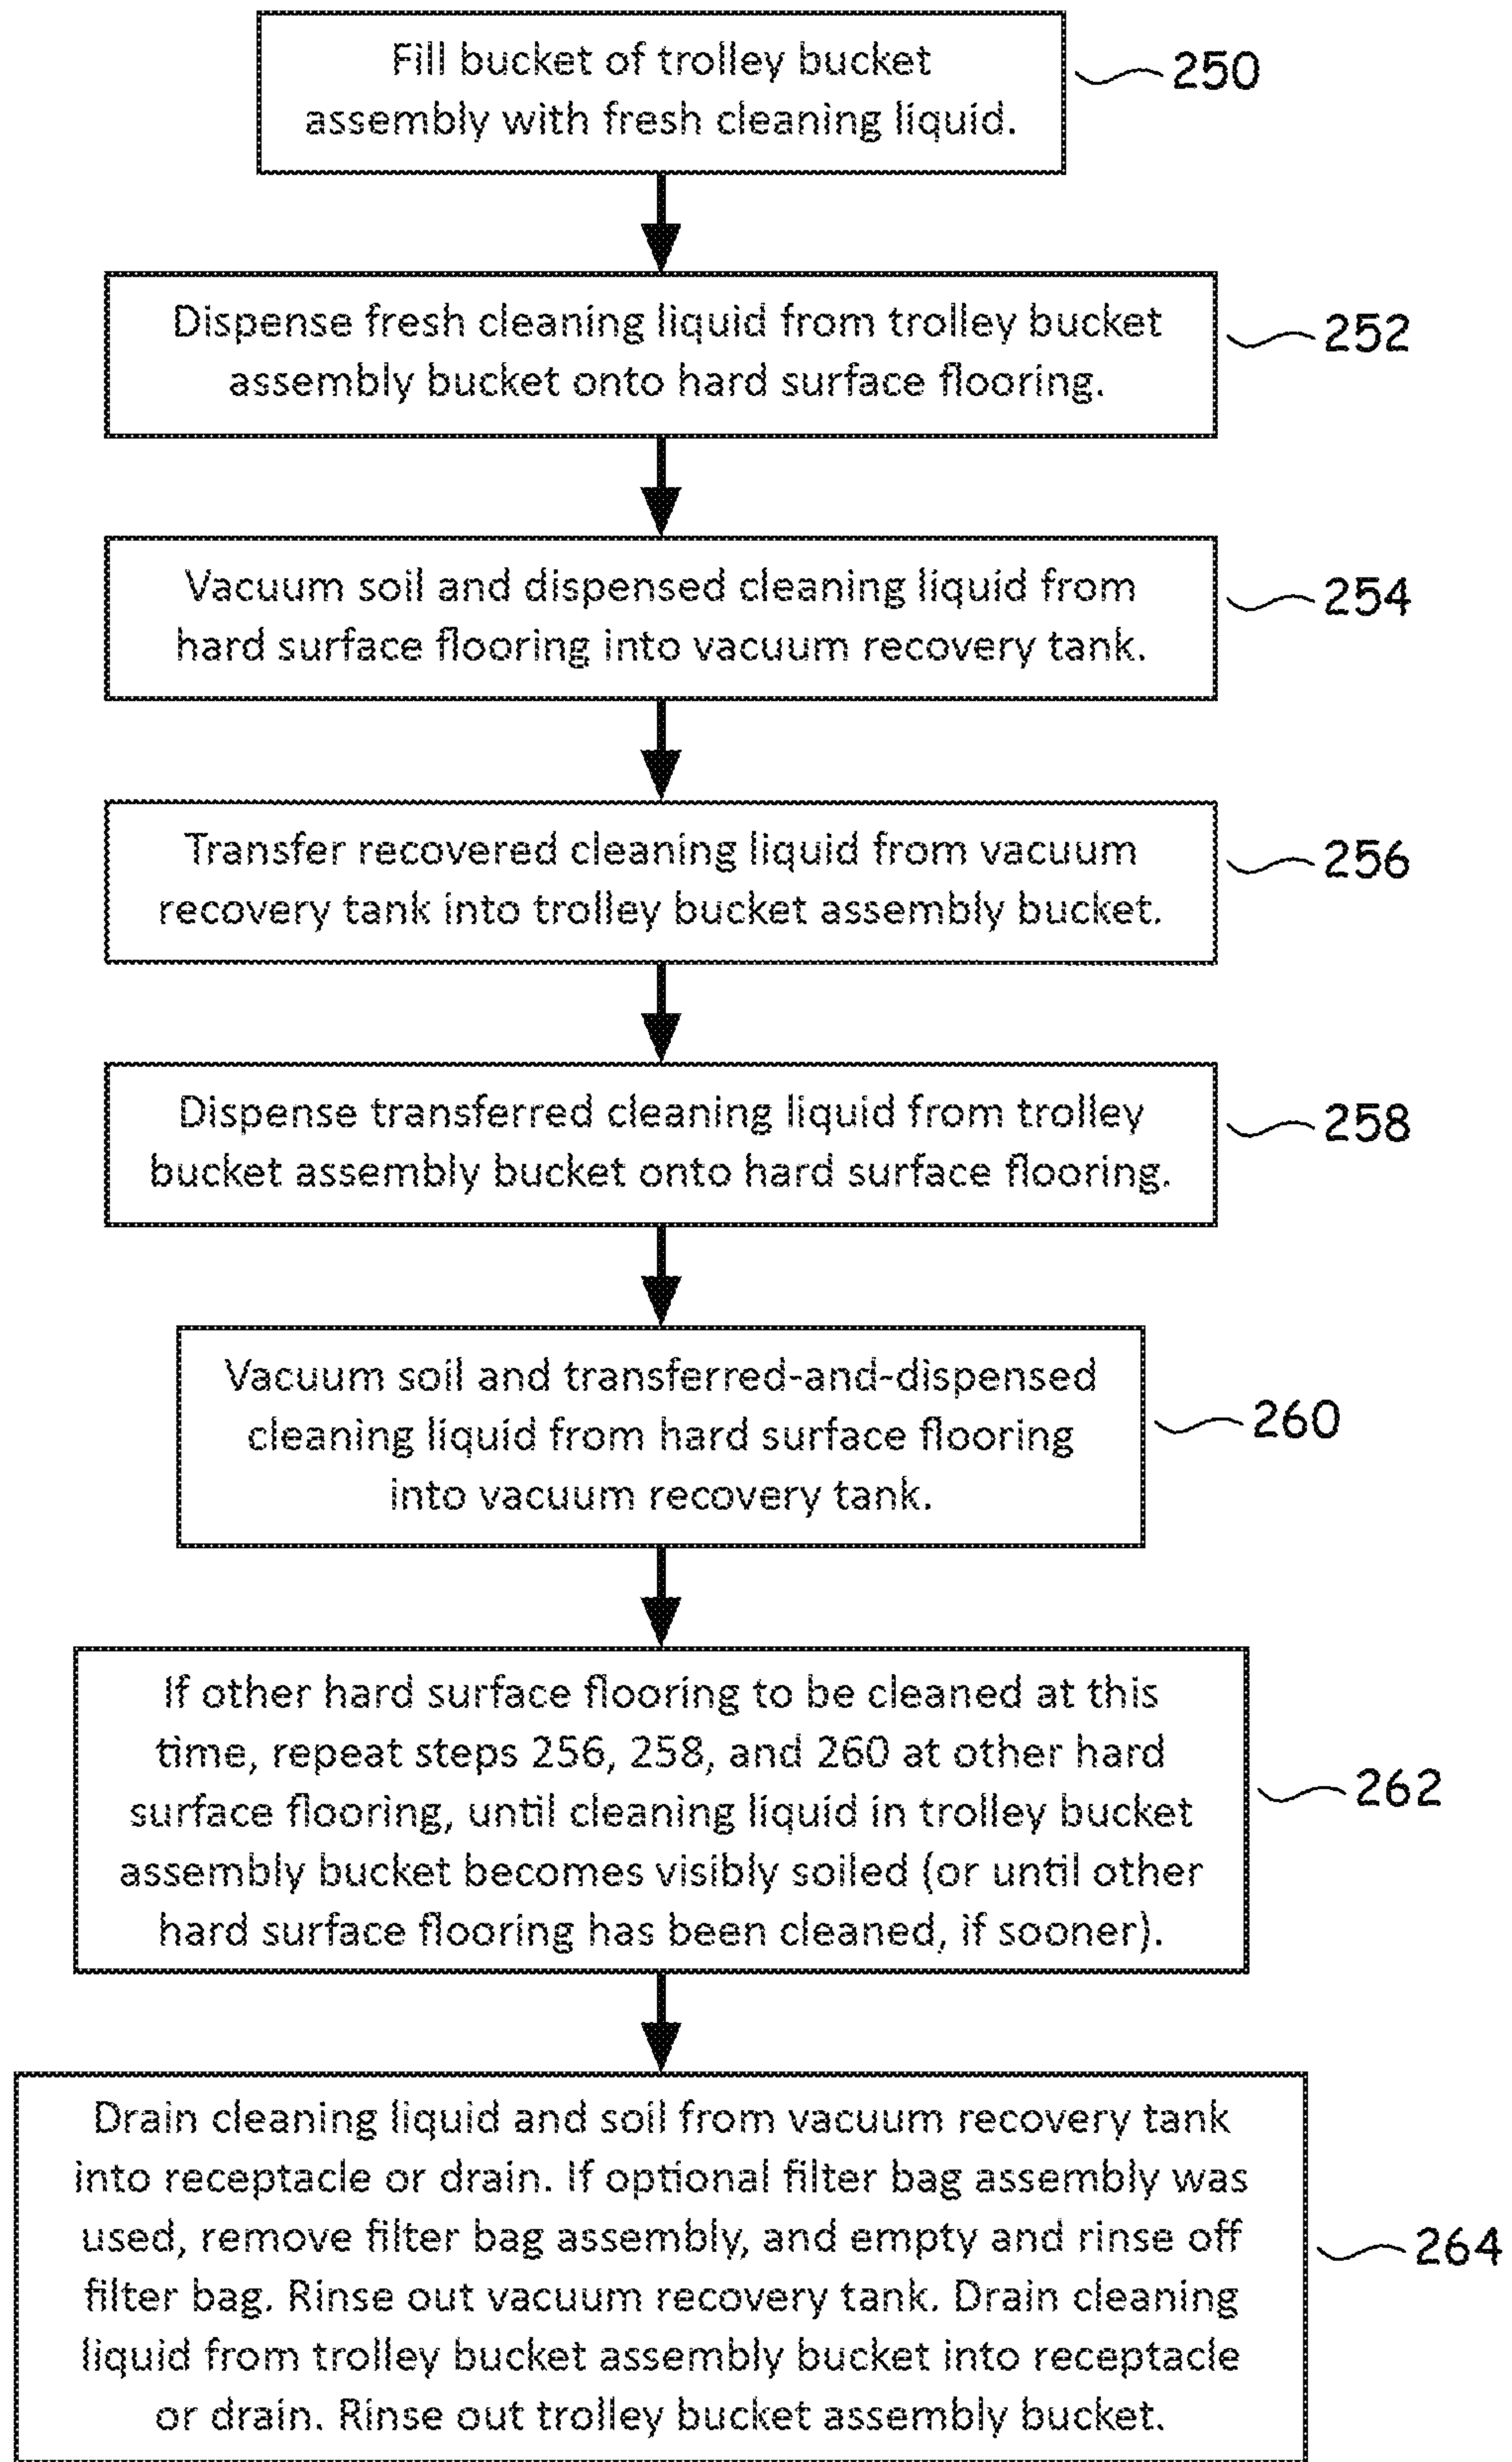 Fill bucket of trolley bucket
assembly with fresh cleaning liquid.
250
Dispense fresh cleaning liquid from trolley bucket
assembly bucket onto hard surface flooring.
252
Vacuum soil and dispensed cleaning liquid from
hard surface flooring into vacuum recovery tank.
254
Transfer recovered cleaning liquid from vacuum
recovery tank into trolley bucket assembly bucket.
256
Dispense transferred cleaning liquid from trolley
bucket assembly bucket onto hard surface flooring.
258
Vacuum soil and transferred-and-dispensed
cleaning liquid from hard surface flooring
into vacuum recovery tank.
260
If other hard surface flooring to be cleaned at this
time, repeat steps 256, 258, and 260 at other hard
surface flooring, until cleaning liquid in trolley bucket
assembly bucket becomes visibly soiled (or until other
hard surface flooring has been cleaned, if sooner).
262
Drain cleaning liquid and soil from vacuum recovery tank
into receptacle or drain. If optional filter bag assembly was
used, remove filter bag assembly, and empty and rinse off
filter bag. Rinse out vacuum recovery tank. Drain cleaning
liquid from trolley bucket assembly bucket into receptacle
or drain. Rinse out trolley bucket assembly bucket.
264